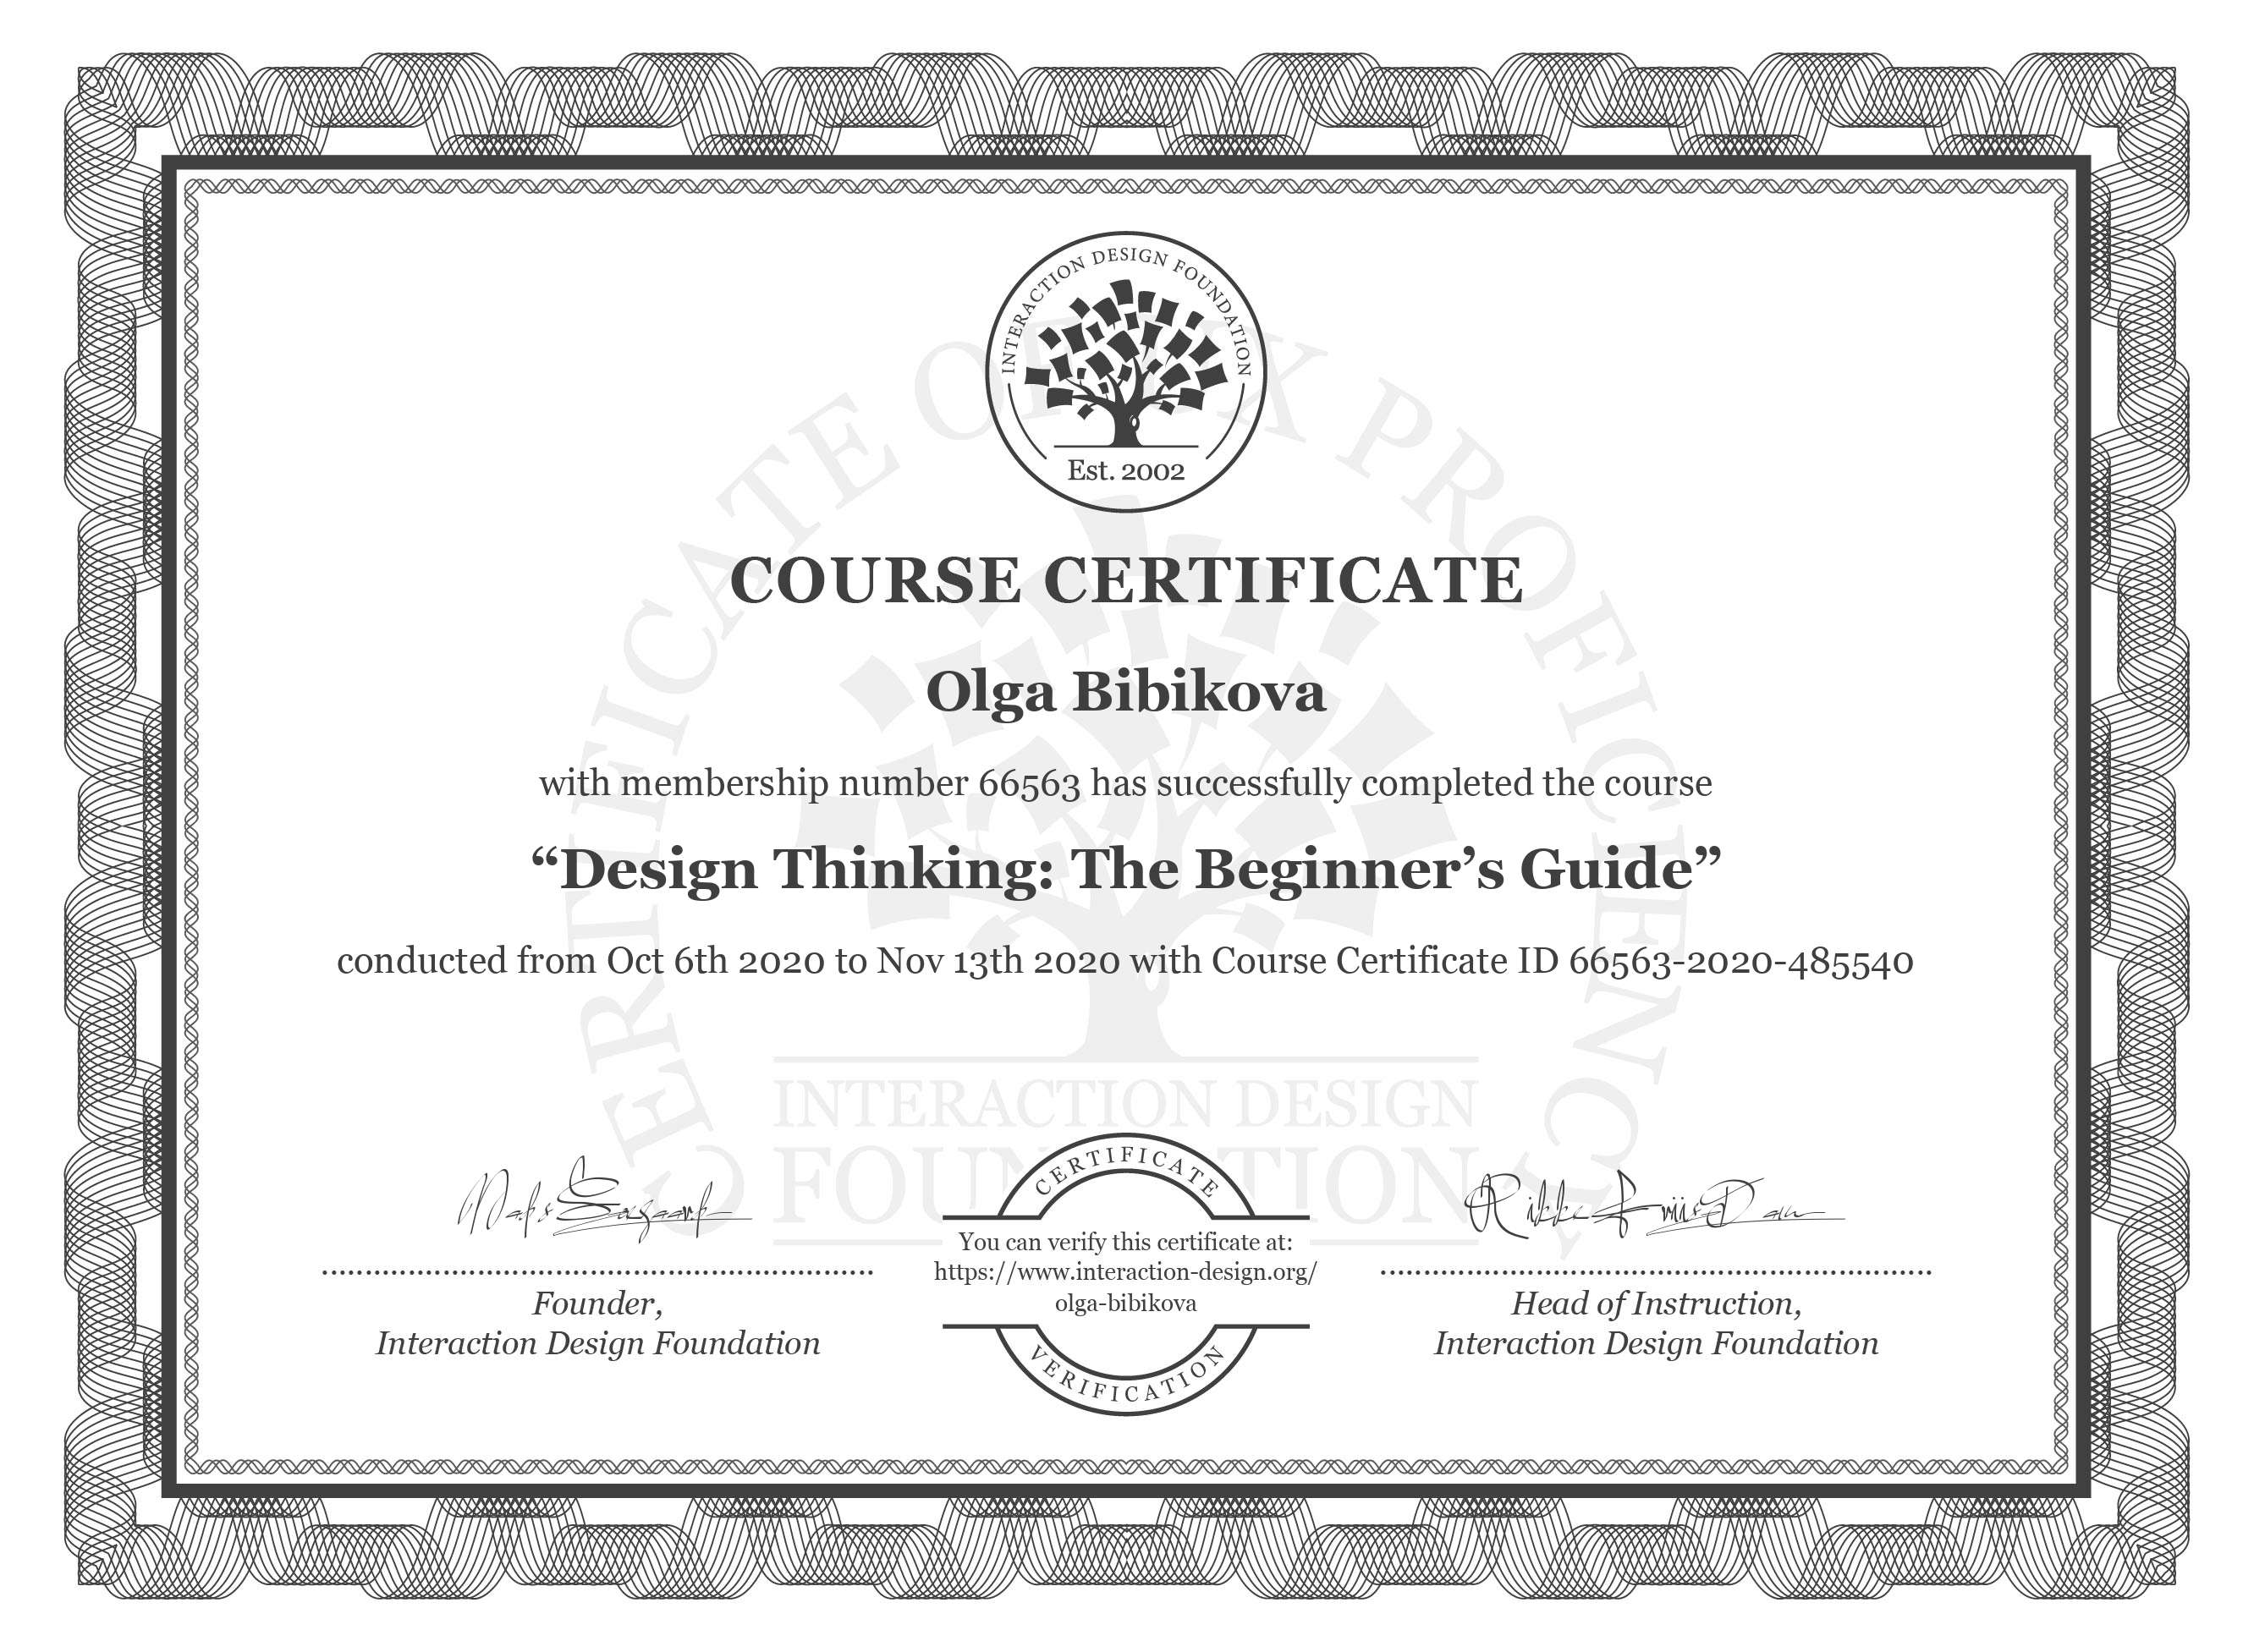 INTERACTION DESIGN FOUNDATION
Est. 2002
CERTIFICATE OF UX PROFICIENCY
COURSE CERTIFICATE
Olga Bibikova
with membership number 66563 has successfully completed the course
“Design Thinking: The Beginner’s Guide”
conducted from Oct 6th 2020 to Nov 13th 2020 with Course Certificate ID 66563-2020-485540
INTERACTION DESIGN
FOUNDATION
Founder,
Interaction Design Foundation
CERTIFICATE
You can verify this certificate at:
https://www.interaction-design.org/
olga-bibikova
VERIFICATION
Rikke Friis Dam
Head of Instruction,
Interaction Design Foundation